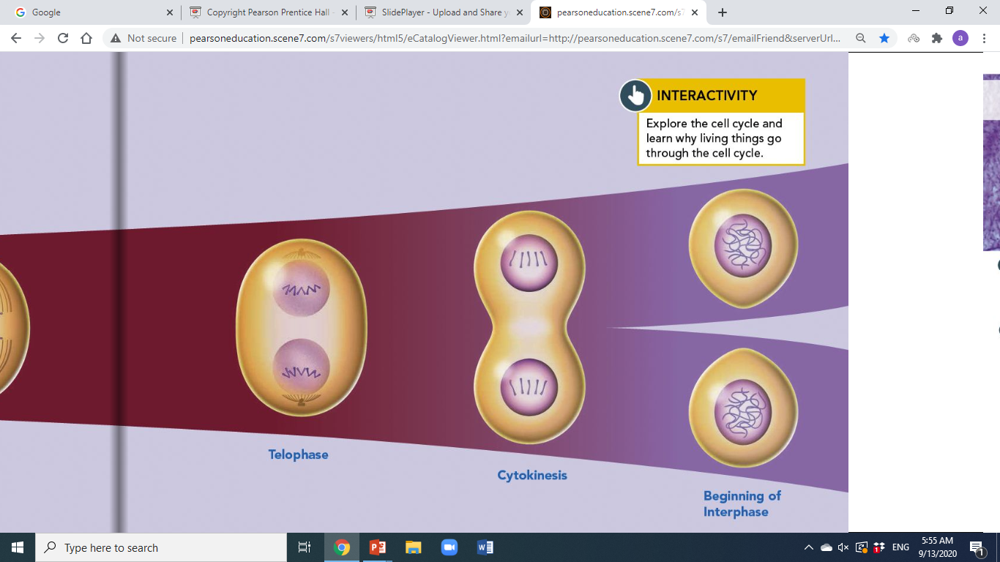 Google
Copyright Pearson Prentice Hall
SlidePlayer - Upload and Share y
pearsoneducation.scene7.com/s7
Not secure
pearsoneducation.scene7.com/s7viewers/html5/eCatalogViewer.html?emailurl=http://pearsoneducation.scene7.com/s7/emailFriend&serverUrl...
a
INTERACTIVITY
Explore the cell cycle and
learn why living things go
through the cell cycle.
Telophase
Cytokinesis
Beginning of
Interphase
Type here to search
ENG
5:55 AM
9/13/2020
1
1